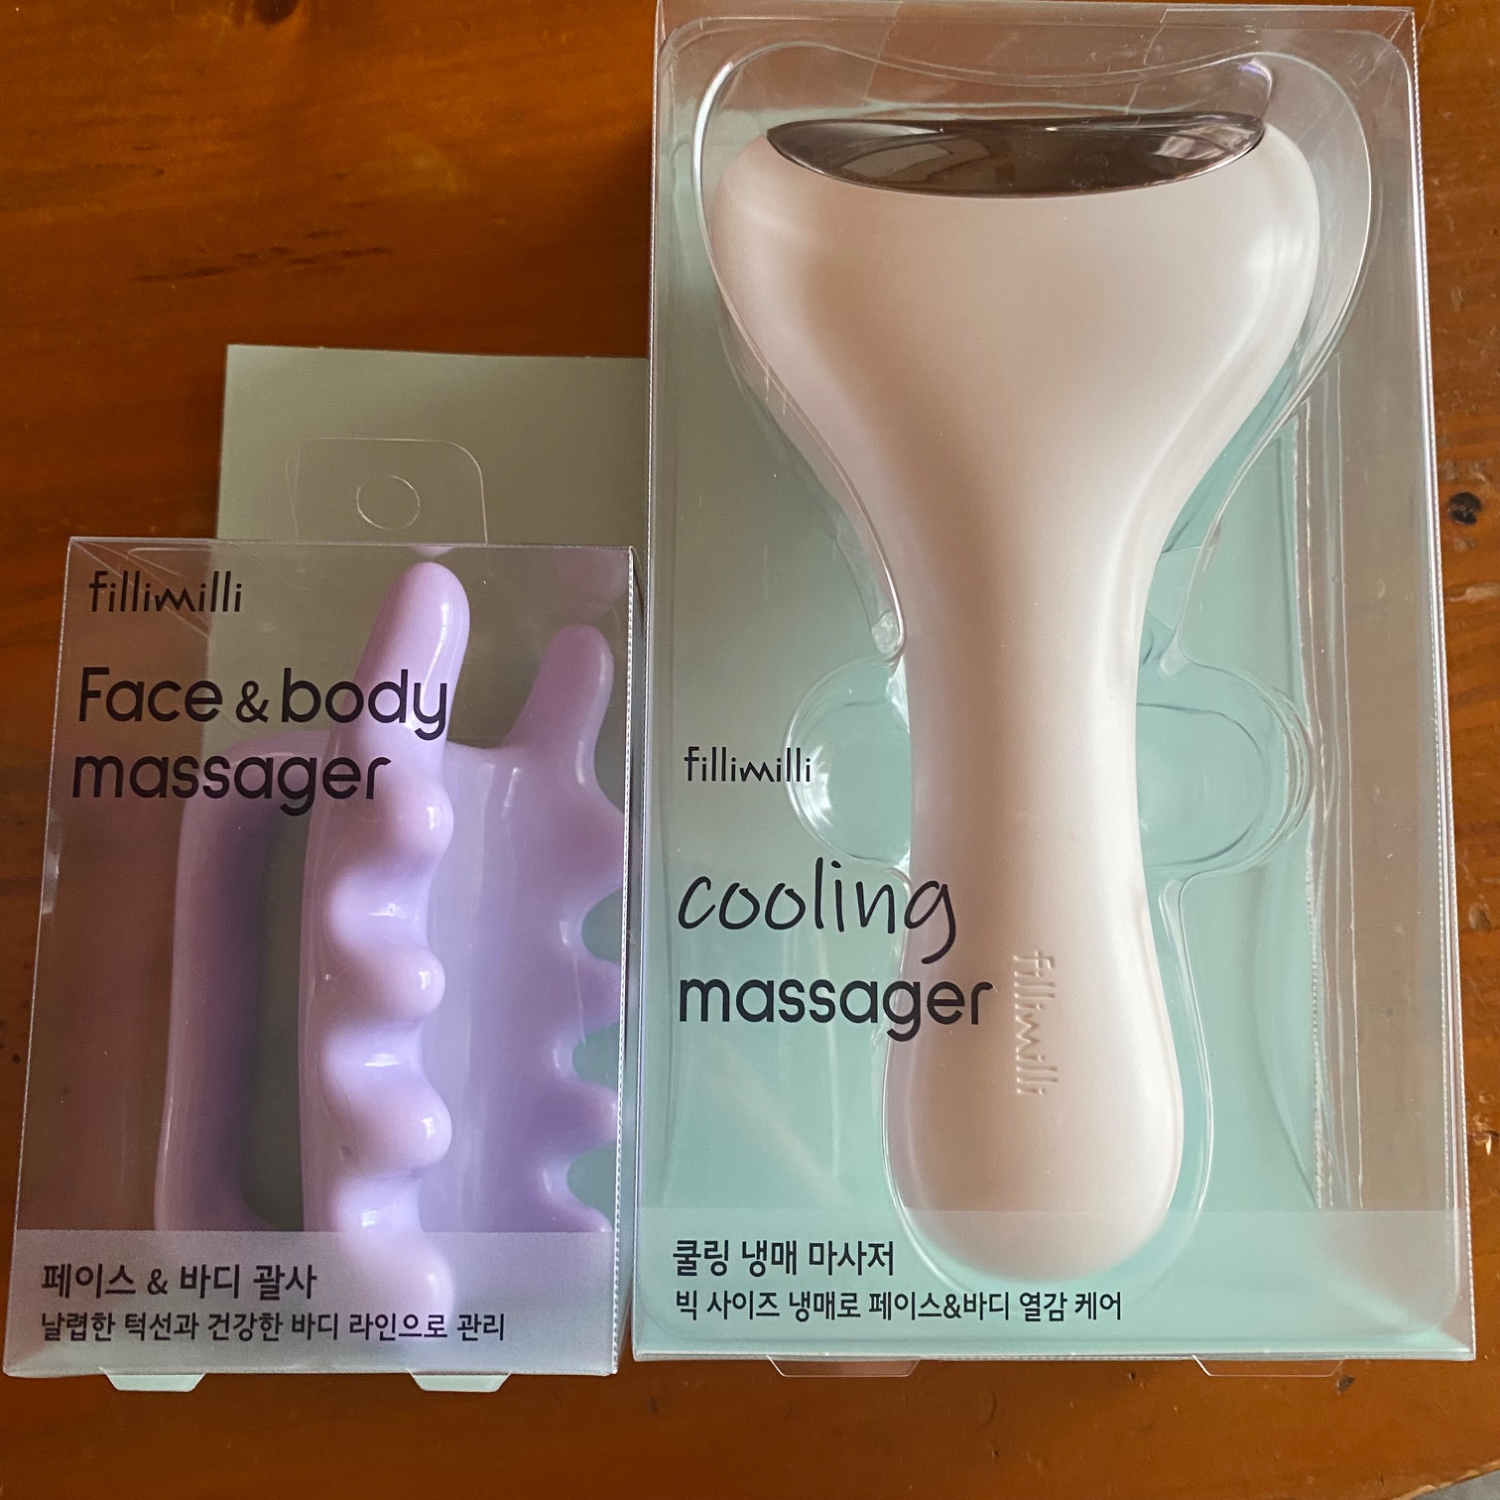 fillimilli
Face & body
massager
페이스 & 바디 괄사
날렵한 턱선과 건강한 바디 라인으로 관리
fillimilli
cooling
massager
fillimilli
쿨링 냉매 마사저
빅 사이즈 냉매로 페이스&바디 열감 케어